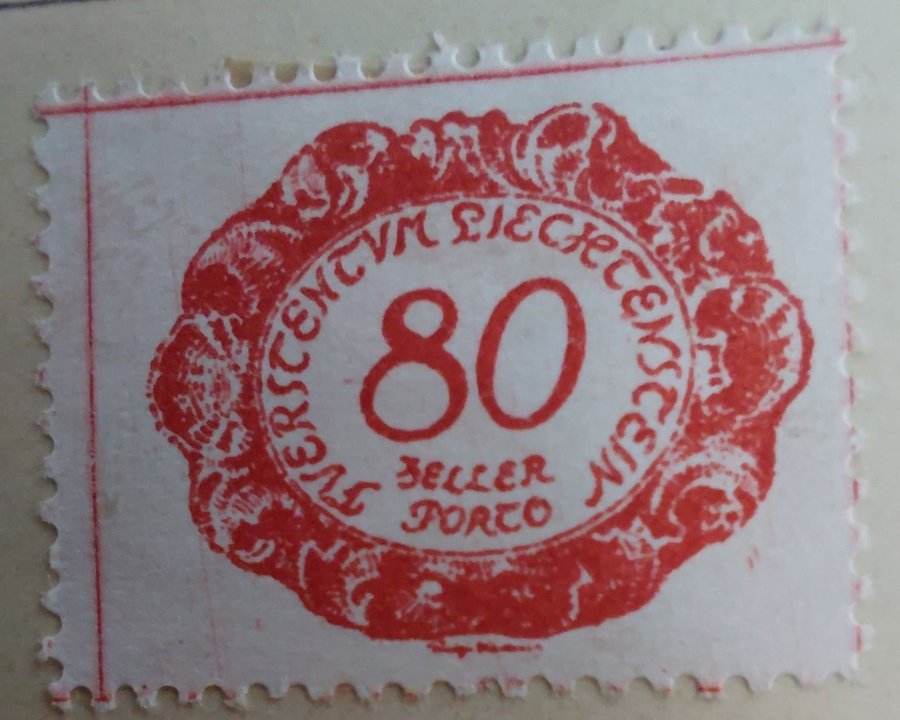 FVERSTENTVM LIECHTENSTEIN
80
HELLER
PORTO